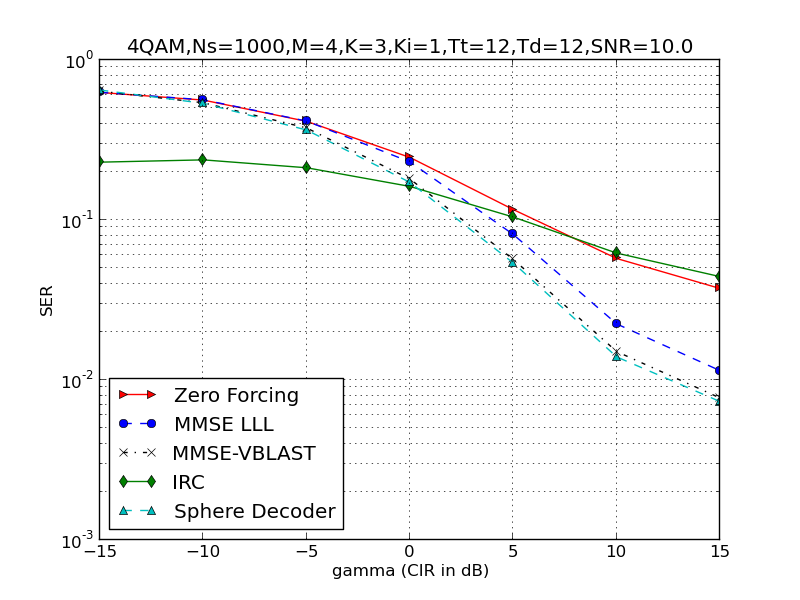 4QAM,Ns=1000,M=4,K=3,Ki=1,Tt=12,Td=12,SNR=10.0
10^0
10^-1
10^-2
10^-3
SER
Zero Forcing
MMSE LLL
MMSE-VBLAST
IRC
Sphere Decoder
−15 −10 −5 0 5 10 15
gamma (CIR in dB)